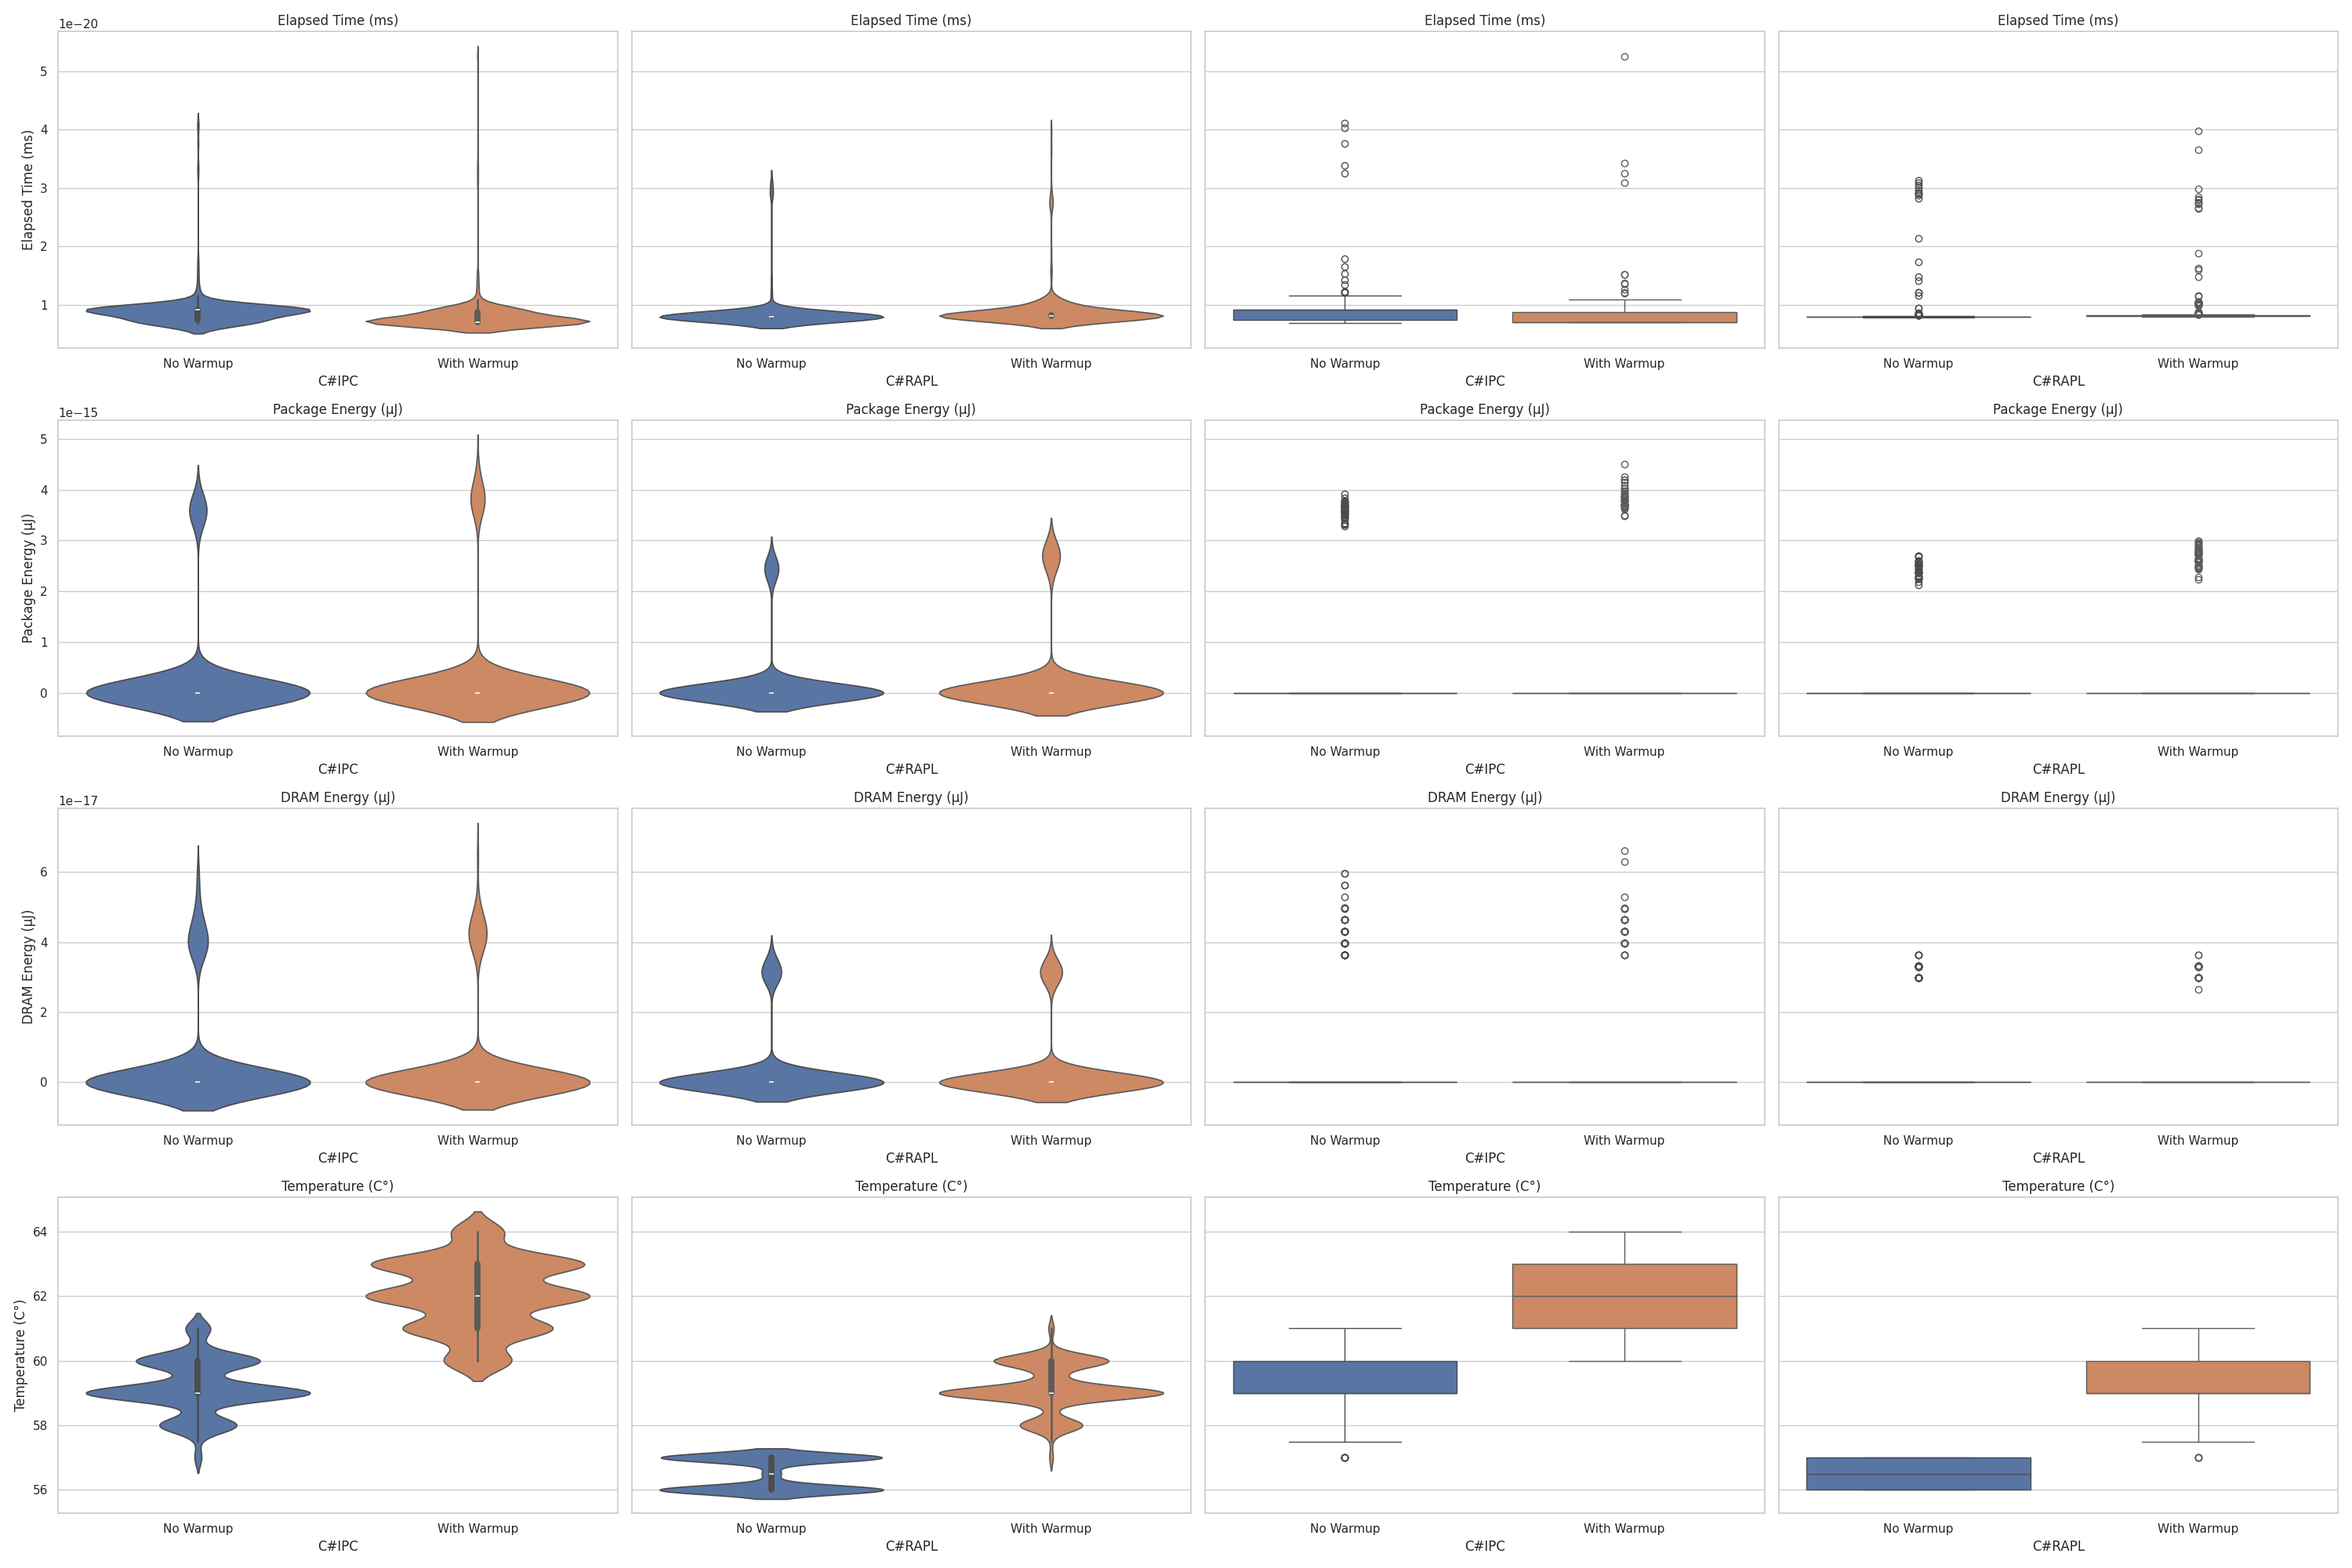 Elapsed Time (ms) Elapsed Time (ms) Elapsed Time (ms) Elapsed Time (ms)
1e−20
5
4
3
2
1
Elapsed Time (ms)
No Warmup With Warmup No Warmup With Warmup No Warmup With Warmup No Warmup With Warmup
C#IPC C#RAPL C#IPC C#RAPL
Package Energy (µJ) Package Energy (µJ) Package Energy (µJ) Package Energy (µJ)
1e−15
5
4
3
2
1
0
Package Energy (µJ)
No Warmup With Warmup No Warmup With Warmup No Warmup With Warmup No Warmup With Warmup
C#IPC C#RAPL C#IPC C#RAPL
DRAM Energy (µJ) DRAM Energy (µJ) DRAM Energy (µJ) DRAM Energy (µJ)
1e−17
6
4
2
0
DRAM Energy (µJ)
No Warmup With Warmup No Warmup With Warmup No Warmup With Warmup No Warmup With Warmup
C#IPC C#RAPL C#IPC C#RAPL
Temperature (C°) Temperature (C°) Temperature (C°) Temperature (C°)
64
62
60
58
56
Temperature (C°)
No Warmup With Warmup No Warmup With Warmup No Warmup With Warmup No Warmup With Warmup
C#IPC C#RAPL C#IPC C#RAPL